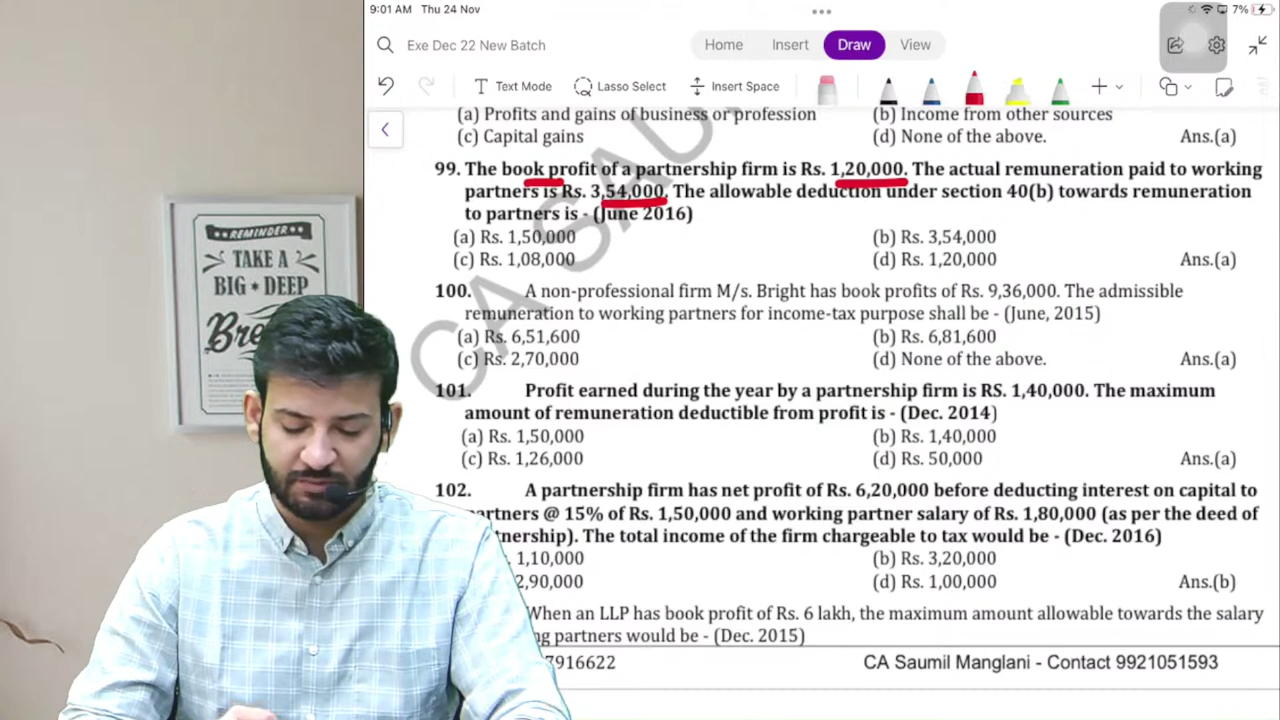 9:01 AM Thu 24 Nov
7%
Exe Dec 22 New Batch
Home Insert Draw View
Text Mode Lasso Select Insert Space
(a) Profits and gains of business or profession (b) Income from other sources
(c) Capital gains (d) None of the above. Ans.(a)
99. The book profit of a partnership firm is Rs. 1,20,000. The actual remuneration paid to working
partners is Rs. 3,54,000. The allowable deduction under section 40(b) towards remuneration
to partners is - (June 2016)
(a) Rs. 1,50,000 (b) Rs. 3,54,000
(c) Rs. 1,08,000 (d) Rs. 1,20,000 Ans.(a)
100. A non-professional firm M/s. Bright has book profits of Rs. 9,36,000. The admissible
remuneration to working partners for income-tax purpose shall be - (June, 2015)
(a) Rs. 6,51,600 (b) Rs. 6,81,600
(c) Rs. 2,70,000 (d) None of the above. Ans.(a)
101. Profit earned during the year by a partnership firm is RS. 1,40,000. The maximum
amount of remuneration deductible from profit is - (Dec. 2014)
(a) Rs. 1,50,000 (b) Rs. 1,40,000
(c) Rs. 1,26,000 (d) Rs. 50,000 Ans.(a)
102. A partnership firm has net profit of Rs. 6,20,000 before deducting interest on capital to
partners @ 15% of Rs. 1,50,000 and working partner salary of Rs. 1,80,000 (as per the deed of
tnership). The total income of the firm chargeable to tax would be - (Dec. 2016)
1,10,000 (b) Rs. 3,20,000
2,90,000 (d) Rs. 1,00,000 Ans.(b)
When an LLP has book profit of Rs. 6 lakh, the maximum amount allowable towards the salary
ng partners would be - (Dec. 2015)
7916622 CA Saumil Manglani - Contact 9921051593
CA SAU
REMINDER
TAKE A
BIG DEEP
Bre